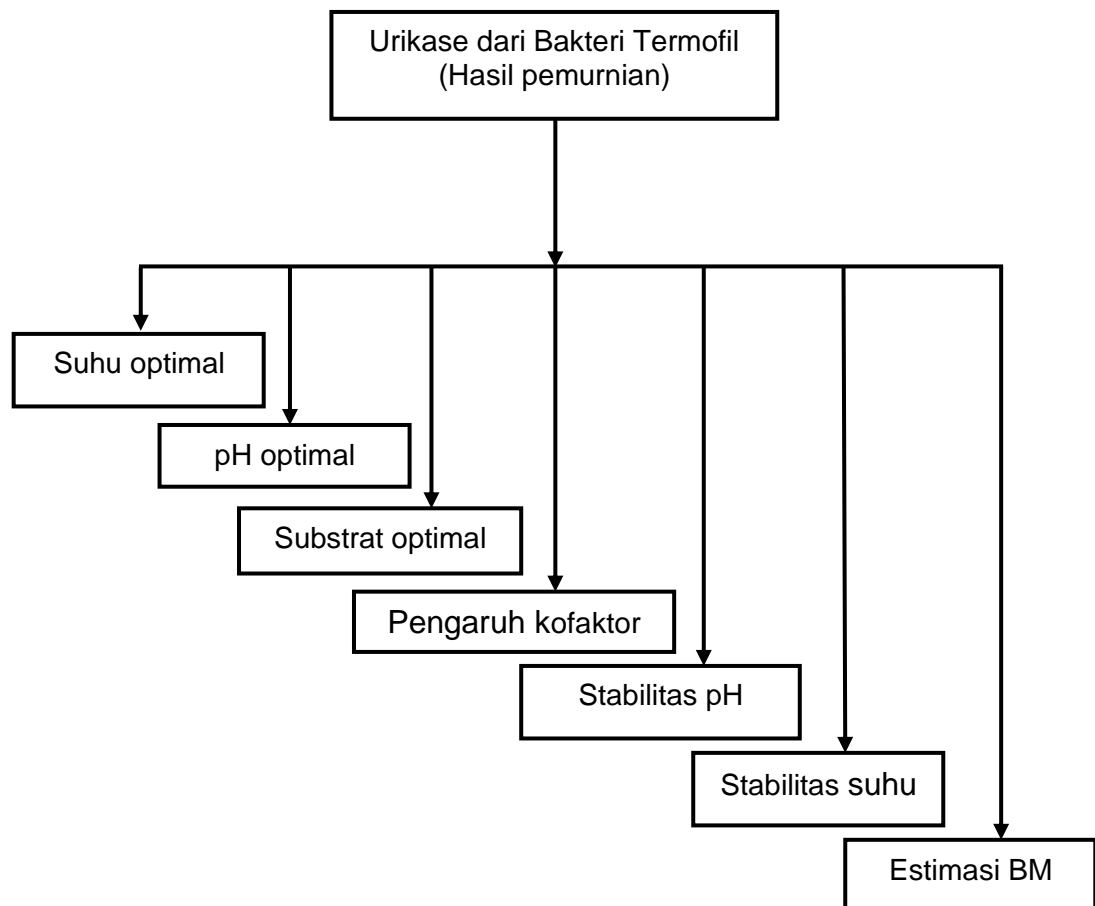 Urikase dari Bakteri Termofil
(Hasil pemurnian)
Suhu optimal
pH optimal
Substrat optimal
Pengaruh kofaktor
Stabilitas pH
Stabilitas suhu
Estimasi BM